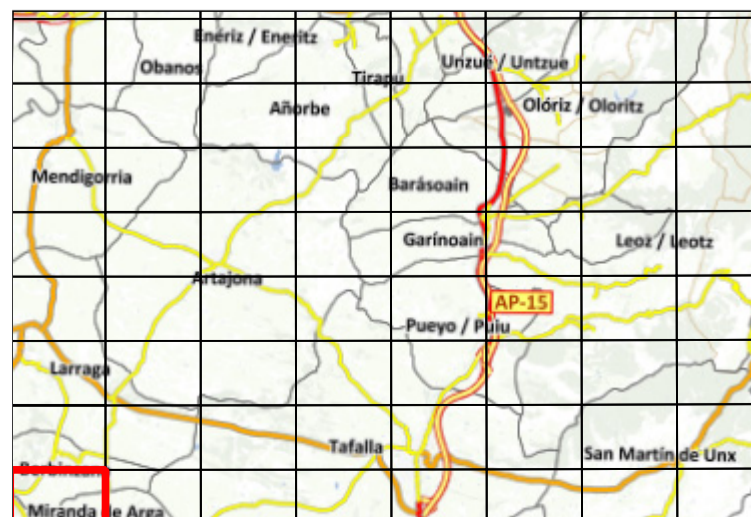 Enériz / Eneritz
Unzué / Untzue
Obanos
Tirapu
Añorbe
Olóriz / Oloritz
Mendigorria
Barásoain
Garínoain
Leoz / Leotz
Artajona
AP-15
Pueyo / Puiu
Larraga
Tafalla
San Martín de Unx
Berbinzana
Miranda de Arga